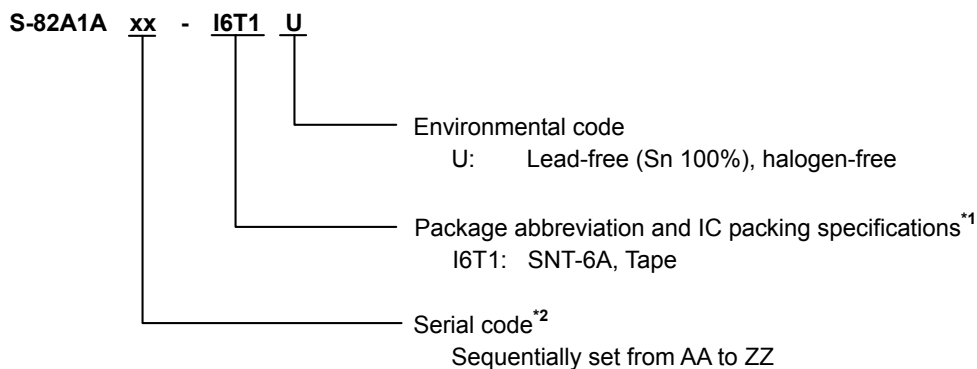 S-82A1A xx - I6T1 U
Environmental code
U: Lead-free (Sn 100%), halogen-free
Package abbreviation and IC packing specifications*1
I6T1: SNT-6A, Tape
Serial code*2
Sequentially set from AA to ZZ